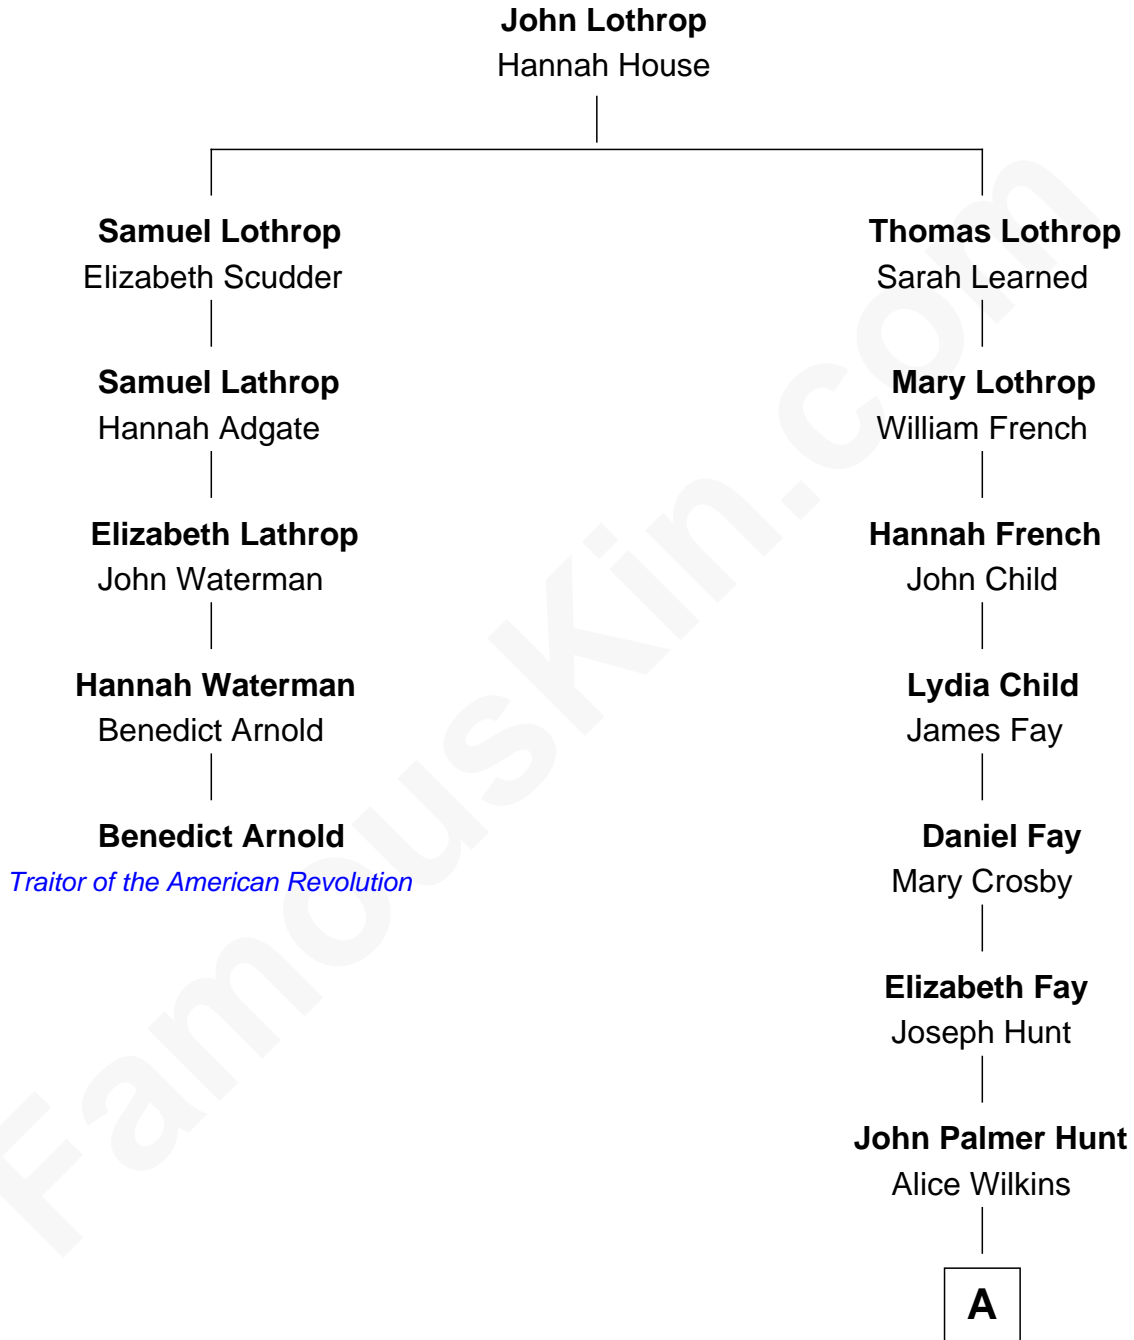 John Lothrop
Hannah House
Samuel Lothrop
Elizabeth Scudder
Thomas Lothrop
Sarah Learned
Samuel Lathrop
Hannah Adgate
Mary Lothrop
William French
Elizabeth Lathrop
John Waterman
Hannah French
John Child
Hannah Waterman
Benedict Arnold
Lydia Child
James Fay
Benedict Arnold
Traitor of the American Revolution
Daniel Fay
Mary Crosby
Elizabeth Fay
Joseph Hunt
John Palmer Hunt
Alice Wilkins
A
FamousKin.com